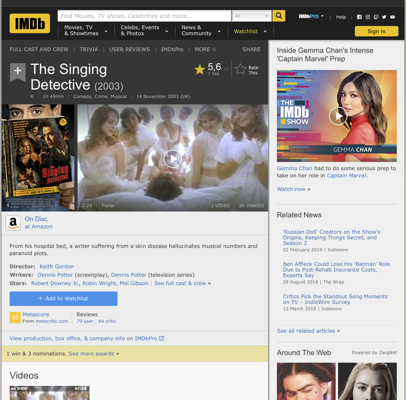 IMDb
Find Movies, TV shows, Celebrities and more...
All
IMDbPro
Help
Movies, TV & Showtimes
Celebs, Events & Photos
News & Community
Watchlist
Sign in
FULL CAST AND CREW | TRIVIA | USER REVIEWS | IMDbPro | MORE
SHARE
The Singing
Detective (2003)
5,6
Rate
This
R | 1h 49min | Comedy, Crime, Musical | 14 November 2003 (UK)
2:24 | Trailer
1 VIDEO | 36 IMAGES
On Disc
at Amazon
From his hospital bed, a writer suffering from a skin disease hallucinates musical numbers and
paranoid plots.
Director: Keith Gordon
Writers: Dennis Potter (screenplay), Dennis Potter (television series)
Stars: Robert Downey Jr., Robin Wright, Mel Gibson | See full cast & crew »
+ Add to Watchlist
Metascore
From metacritic.com
Reviews
79 user | 64 critic
View production, box office, & company info on IMDbPro
1 win & 3 nominations. See more awards »
Videos
Inside Gemma Chan's Intense
'Captain Marvel' Prep
THE
IMDb
SHOW
GEMMA CHAN
Gemma Chan had to do some serious prep to
take on her role in Captain Marvel.
Watch now »
Related News
'Russian Doll' Creators on the Show's
Origins, Keeping Things Secret, and
Season 2
02 February 2019 | Indiewire
Ben Affleck Could Lose His 'Batman' Role
Due to Post-Rehab Insurance Costs,
Experts Say
28 August 2018 | The Wrap
Critics Pick the Standout Song Moments
on TV – IndieWire Survey
13 March 2018 | Indiewire
See all related articles »
Around The Web
Powered by ZergNet